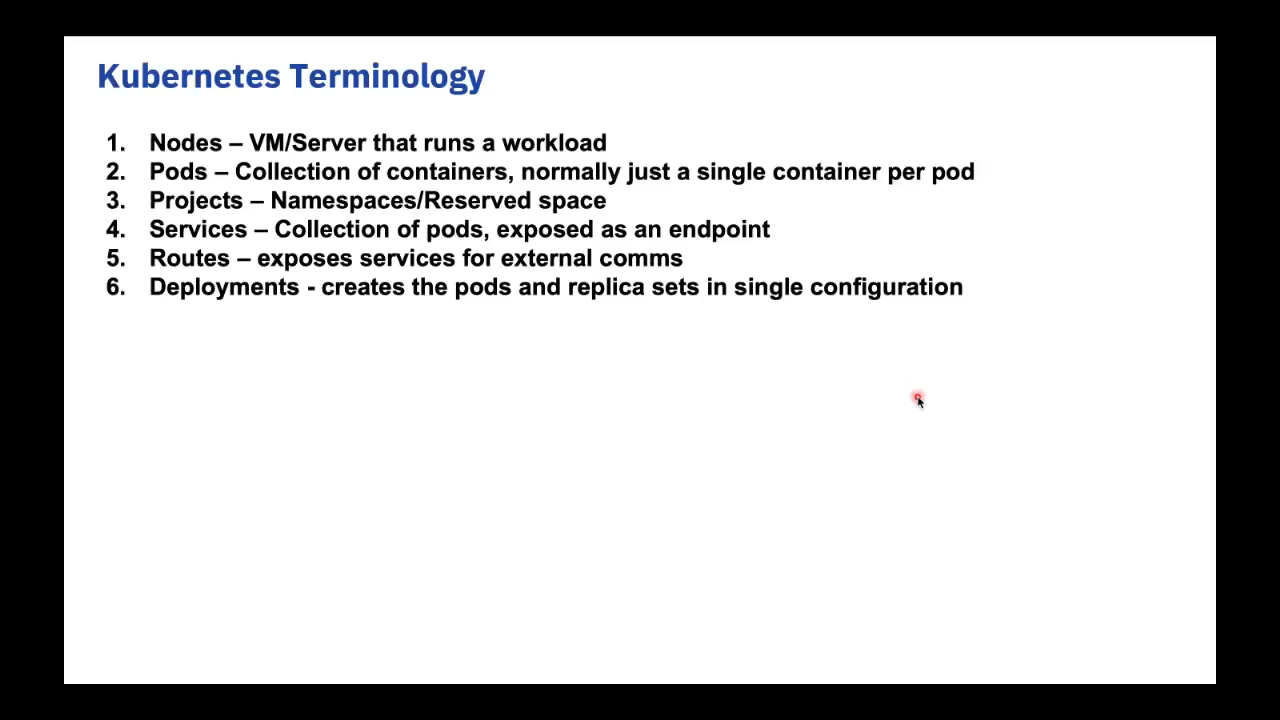 Kubernetes Terminology
1. Nodes – VM/Server that runs a workload
2. Pods – Collection of containers, normally just a single container per pod
3. Projects – Namespaces/Reserved space
4. Services – Collection of pods, exposed as an endpoint
5. Routes – exposes services for external comms
6. Deployments - creates the pods and replica sets in single configuration